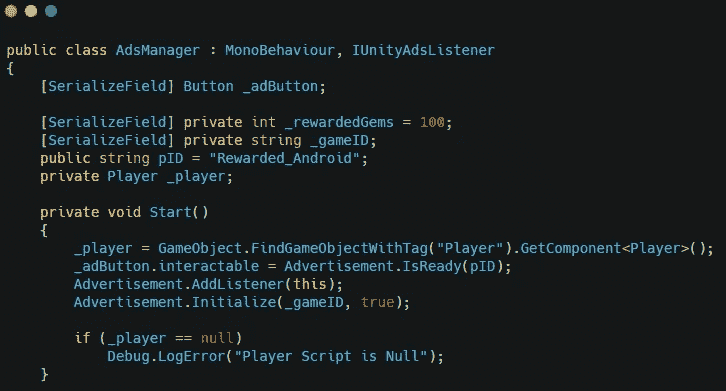 public class AdsManager : MonoBehaviour, IUnityAdsListener
{
    [SerializeField] Button _adButton;

    [SerializeField] private int _rewardedGems = 100;
    [SerializeField] private string _gameID;
    public string pID = "Rewarded_Android";
    private Player _player;

    private void Start()
    {
        _player = GameObject.FindGameObjectWithTag("Player").GetComponent<Player>();
        _adButton.interactable = Advertisement.IsReady(pID);
        Advertisement.AddListener(this);
        Advertisement.Initialize(_gameID, true);

        if (_player == null)
            Debug.LogError("Player Script is Null");
    }